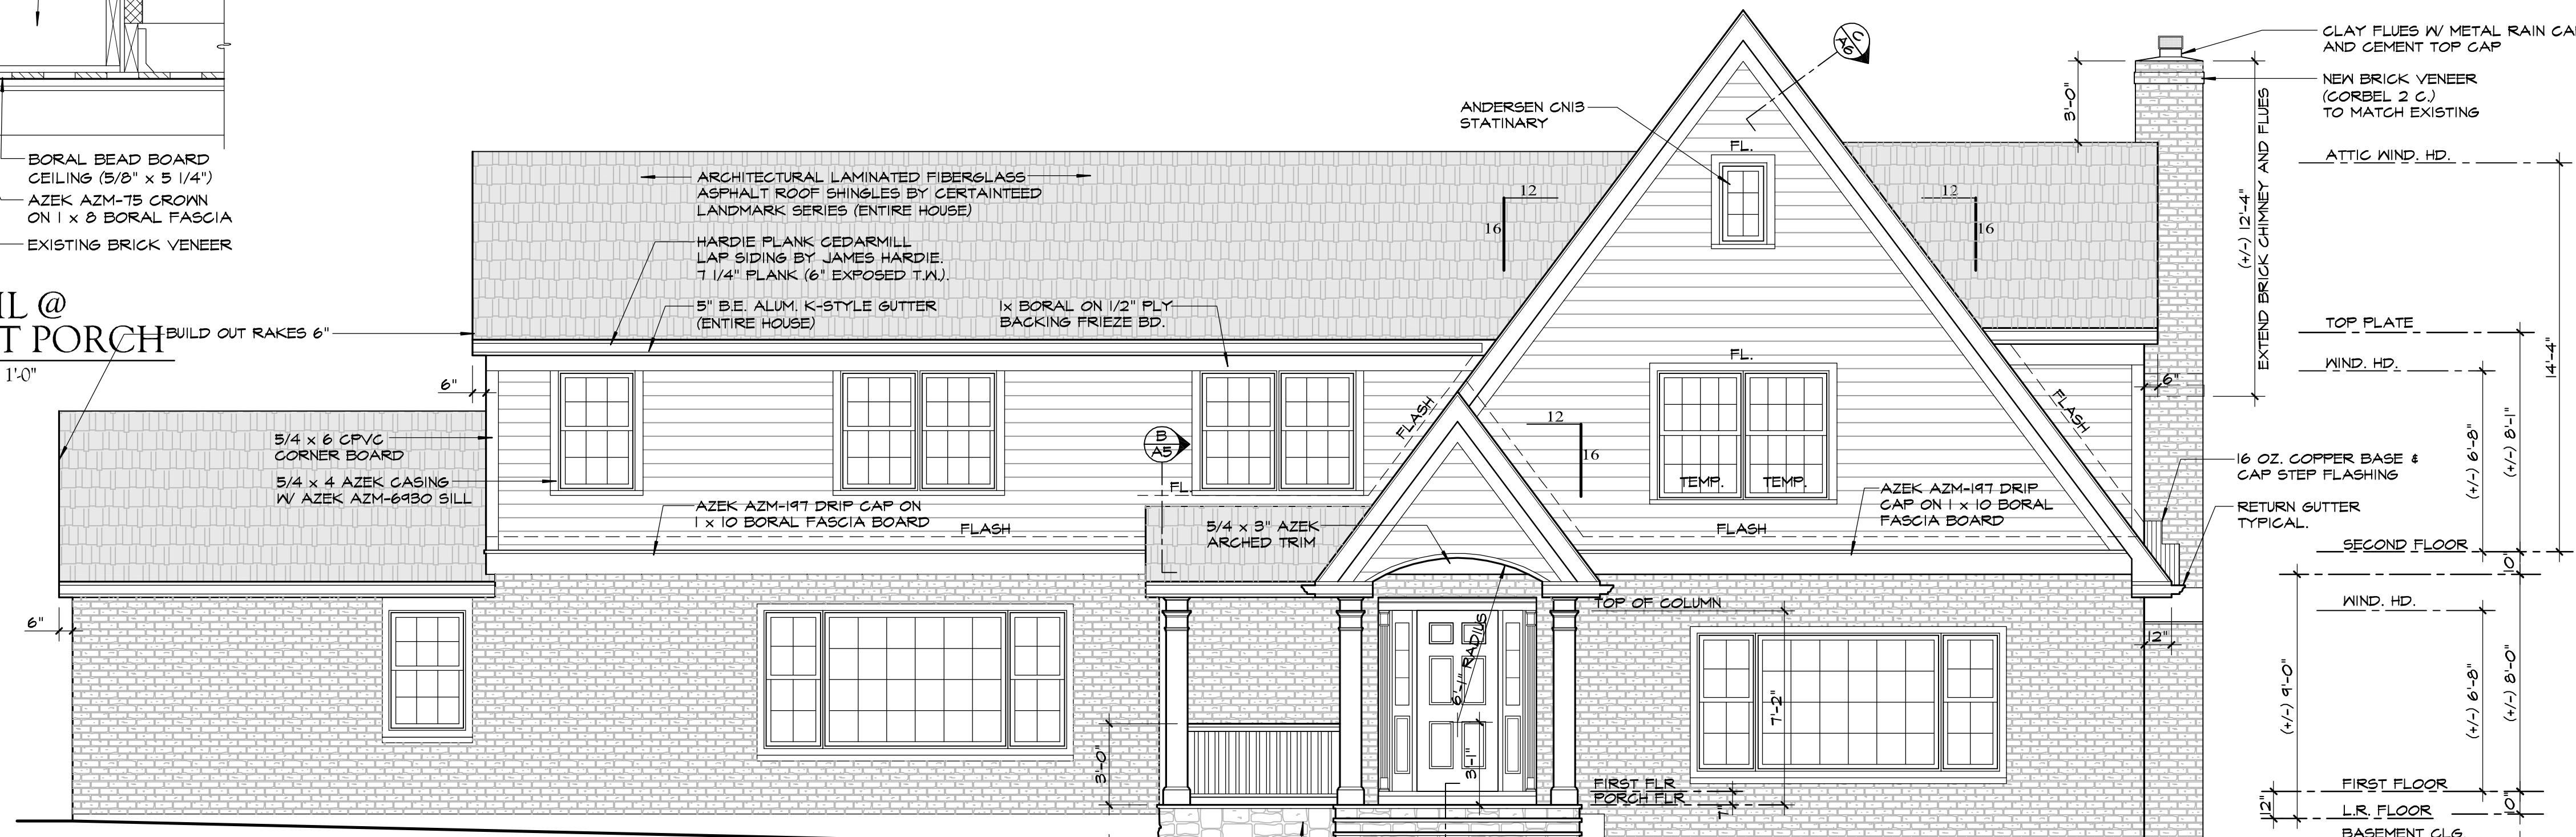 BORAL BEAD BOARD
CEILING (5/8" x 5 1/4")
AZEK AZM-75 CROWN
ON 1 x 8 BORAL FASCIA
EXISTING BRICK VENEER
IL @
T PORCH
1'-0"
BUILD OUT RAKES 6"
6"
6"
ARCHITECTURAL LAMINATED FIBERGLASS
ASPHALT ROOF SHINGLES BY CERTAINTEED
LANDMARK SERIES (ENTIRE HOUSE)
HARDIE PLANK CEDARMILL
LAP SIDING BY JAMES HARDIE.
7 1/4" PLANK (6" EXPOSED T.W.).
5" B.E. ALUM. K-STYLE GUTTER
(ENTIRE HOUSE)
1x BORAL ON 1/2" PLY
BACKING FRIEZE BD.
5/4 x 6 CPVC
CORNER BOARD
5/4 x 4 AZEK CASING
W/ AZEK AZM-6930 SILL
AZEK AZM-197 DRIP CAP ON
1 x 10 BORAL FASCIA BOARD
FLASH
B
A5
FL.
FLASH
5/4 x 3" AZEK
ARCHED TRIM
12
16
ANDERSEN CN13
STATINARY
FL.
C
A6
12
16
12
16
FL.
TEMP.
TEMP.
FLASH
FLASH
AZEK AZM-197 DRIP
CAP ON 1 x 10 BORAL
FASCIA BOARD
6'-1" RADIUS
3'-0"
3'-1"
TOP OF COLUMN
7'-2"
FIRST FLR
PORCH FLR
7"
3'-0"
(+/-) 12'-4"
EXTEND BRICK CHIMNEY AND FLUES
6"
12"
CLAY FLUES W/ METAL RAIN CA
AND CEMENT TOP CAP
NEW BRICK VENEER
(CORBEL 2 C.)
TO MATCH EXISTING
ATTIC WIND. HD.
TOP PLATE
WIND. HD.
14'-4"
(+/-) 6'-8"
(+/-) 8'-1"
16 OZ. COPPER BASE &
CAP STEP FLASHING
RETURN GUTTER
TYPICAL.
SECOND FLOOR
10"
WIND. HD.
(+/-) 9'-0"
(+/-) 6'-8"
(+/-) 8'-0"
FIRST FLOOR
12"
L.R. FLOOR
10"
BASEMENT CLG.